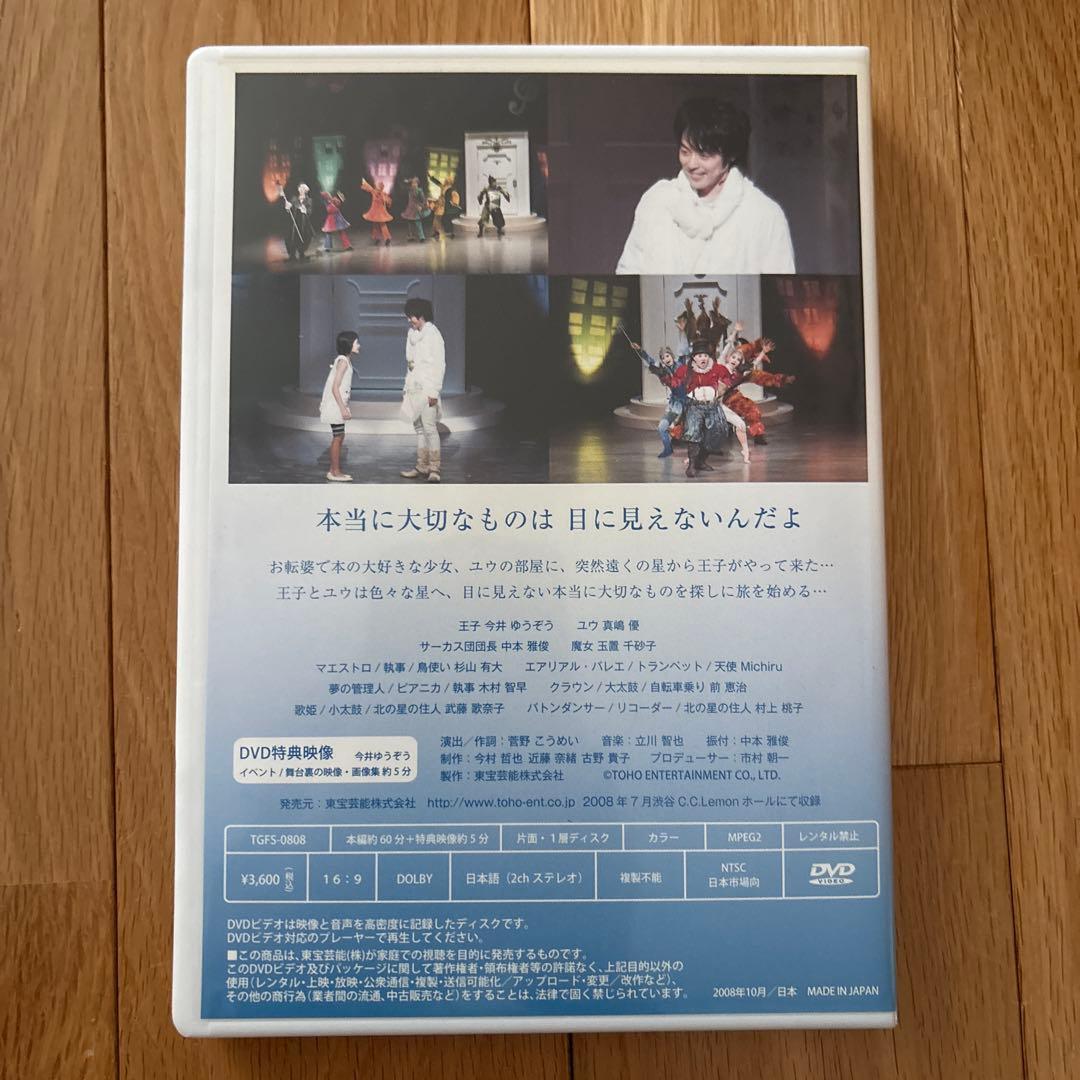 本当に大切なものは 目に見えないんだよ
お転婆で本の大好きな少女、ユウの部屋に、突然遠くの星から王子がやって来た…
王子とユウは色々な星へ、目に見えない本当に大切なものを探しに旅を始める…
王子 今井 ゆうぞう　ユウ 真嶋 優
サーカス団団長 中本 雅俊　魔女 玉置 千砂子
マエストロ / 執事 / 鳥使い 杉山 有大　エアリアル・バレエ / トランペット / 天使 Michiru
夢の管理人 / ピアニカ / 執事 木村 智早　クラウン / 大太鼓 / 自転車乗り 前 恵治
歌姫 / 小太鼓 / 北の星の住人 武藤 歌奈子　バトンダンサー / リコーダー / 北の星の住人 村上 桃子
DVD特典映像　今井ゆうぞう
イベント / 舞台裏の映像・画像集 約５分
演出／作詞：菅野 こうめい　音楽：立川 智也　振付：中本 雅俊
制作：今村 哲也 近藤 奈緒 古野 貴子　プロデューサー：市村 朝一
製作：東宝芸能株式会社　©TOHO ENTERTAINMENT CO., LTD.
発売元：東宝芸能株式会社　http://www.toho-ent.co.jp　2008 年 7 月渋谷 C.C.Lemon ホールにて収録
TGFS-0808　本編約 60 分＋特典映像約 5 分　片面・１層ディスク　カラー　MPEG2　レンタル禁止
¥3,600（税込）　16：9　DOLBY　日本語（2ch ステレオ）　複製不能　NTSC 日本市場向　DVD VIDEO
DVDビデオは映像と音声を高密度に記録したディスクです。
DVDビデオ対応のプレーヤーで再生してください。
■この商品は、東宝芸能(株)が家庭での視聴を目的に発売するものです。
このDVDビデオ及びパッケージに関して著作権者・頒布権者等の許諾なく、上記目的以外の
使用(レンタル・上映・放映・公衆通信・複製・送信可能化／アップロード・変更／改作など)、
その他の商行為(業者間の流通、中古販売など)をすることは、法律で固く禁じられています。
2008年10月／日本　MADE IN JAPAN